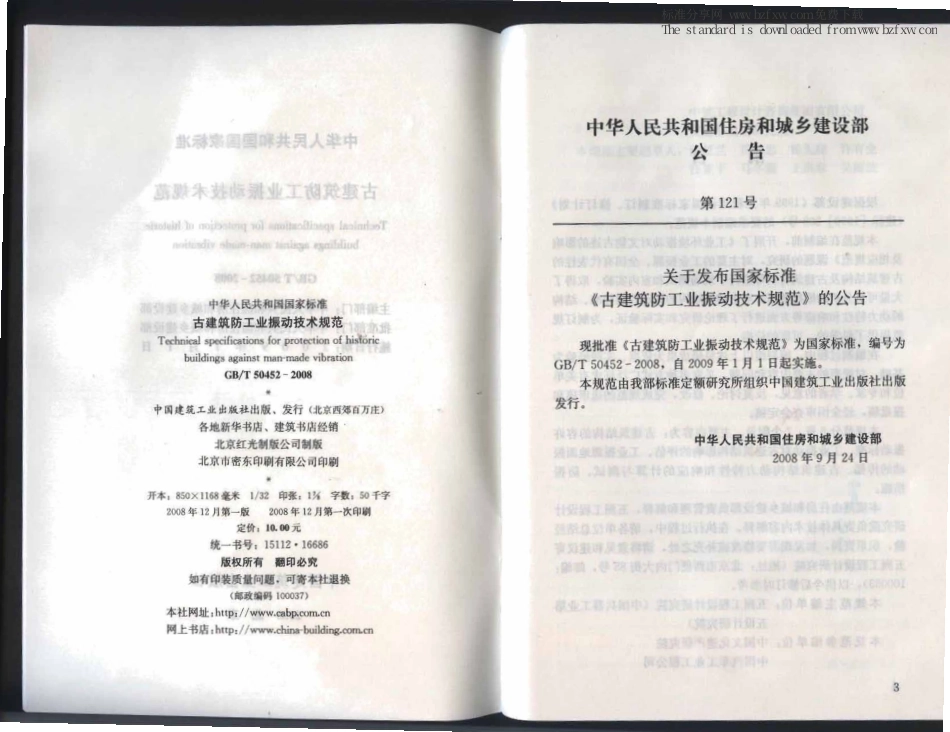 标准分享网 www.bzfxw.com 免费下载
The standard is downloaded from www.bzfxw.com
中华人民共和国国家标准
古建筑防工业振动技术规范
Technical specifications for protection of historic
buildings against man-made vibration
GB/T 50452-2008
*
中国建筑工业出版社出版、发行（北京西郊百万庄）
各地新华书店、建筑书店经销
北京红光制版公司制版
北京市密东印刷有限公司印刷
*
开本：850×1168毫米 1/32 印张：1⅝ 字数：50千字
2008年12月第一版 2008年12月第一次印刷
定价：10.00元
统一书号：15112·16686
版权所有 翻印必究
如有印装质量问题，可寄本社退换
（邮政编码 100037）
本社网址：http://www.cabp.com.cn
网上书店：http://www.china-building.com.cn
中华人民共和国住房和城乡建设部
公 告
第 121 号
关于发布国家标准
《古建筑防工业振动技术规范》的公告
现批准《古建筑防工业振动技术规范》为国家标准，编号为
GB/T 50452-2008，自2009年1月1日起实施。
本规范由我部标准定额研究所组织中国建筑工业出版社出版
发行。
中华人民共和国住房和城乡建设部
2008年9月24日
3